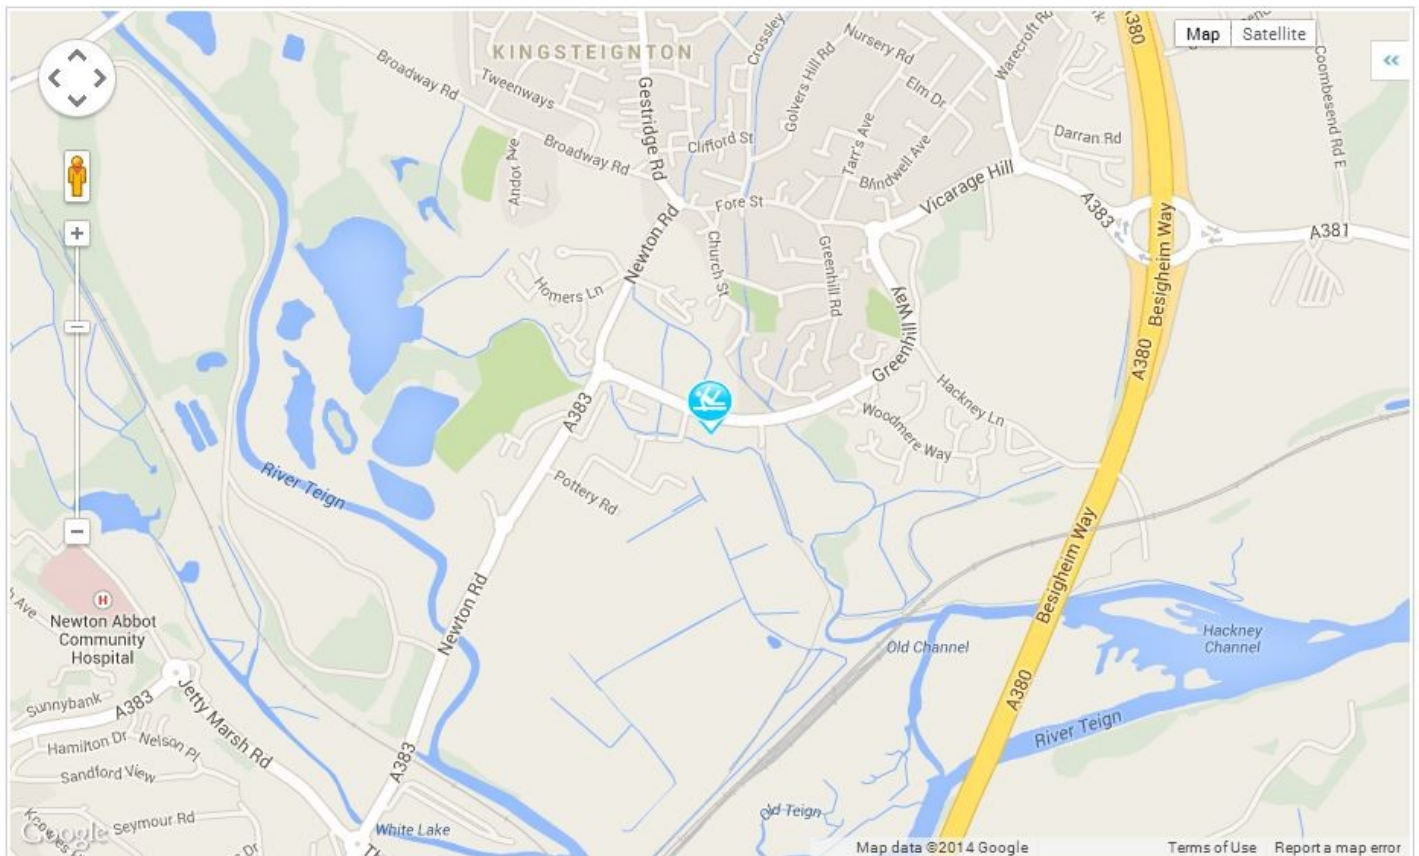 A380
Map
Satellite
Crossley
Nursery Rd
Warecroft Rd
KINGSTEIGNTON
Broadway Rd
Tweenways
Gestridge Rd
Golvers Hill Rd
Elm Dr
Coombesend Rd E
Darran Rd
Clifford St
Tarr's Ave
Broadway Rd
Andor Ave
Blindwell Ave
Vicarage Hill
Fore St
A383
Newton Rd
Church St
Greenhill Rd
Besigheim Way
A381
Homers Ln
Greenhill Way
A380
A383
Hackney Ln
Woodmere Way
River Teign
Pottery Rd
Besigheim Way
H
Newton Abbot
Community
Hospital
Ave
Newton Rd
Old Channel
Hackney
Channel
Sunnybank
A383
Jetty Marsh Rd
A380
River Teign
Hamilton Dr
Nelson Pl
Sandford View
A383
Old Teign
Seymour Rd
White Lake
Google
Dr
Map data ©2014 Google
Terms of Use
Report a map error